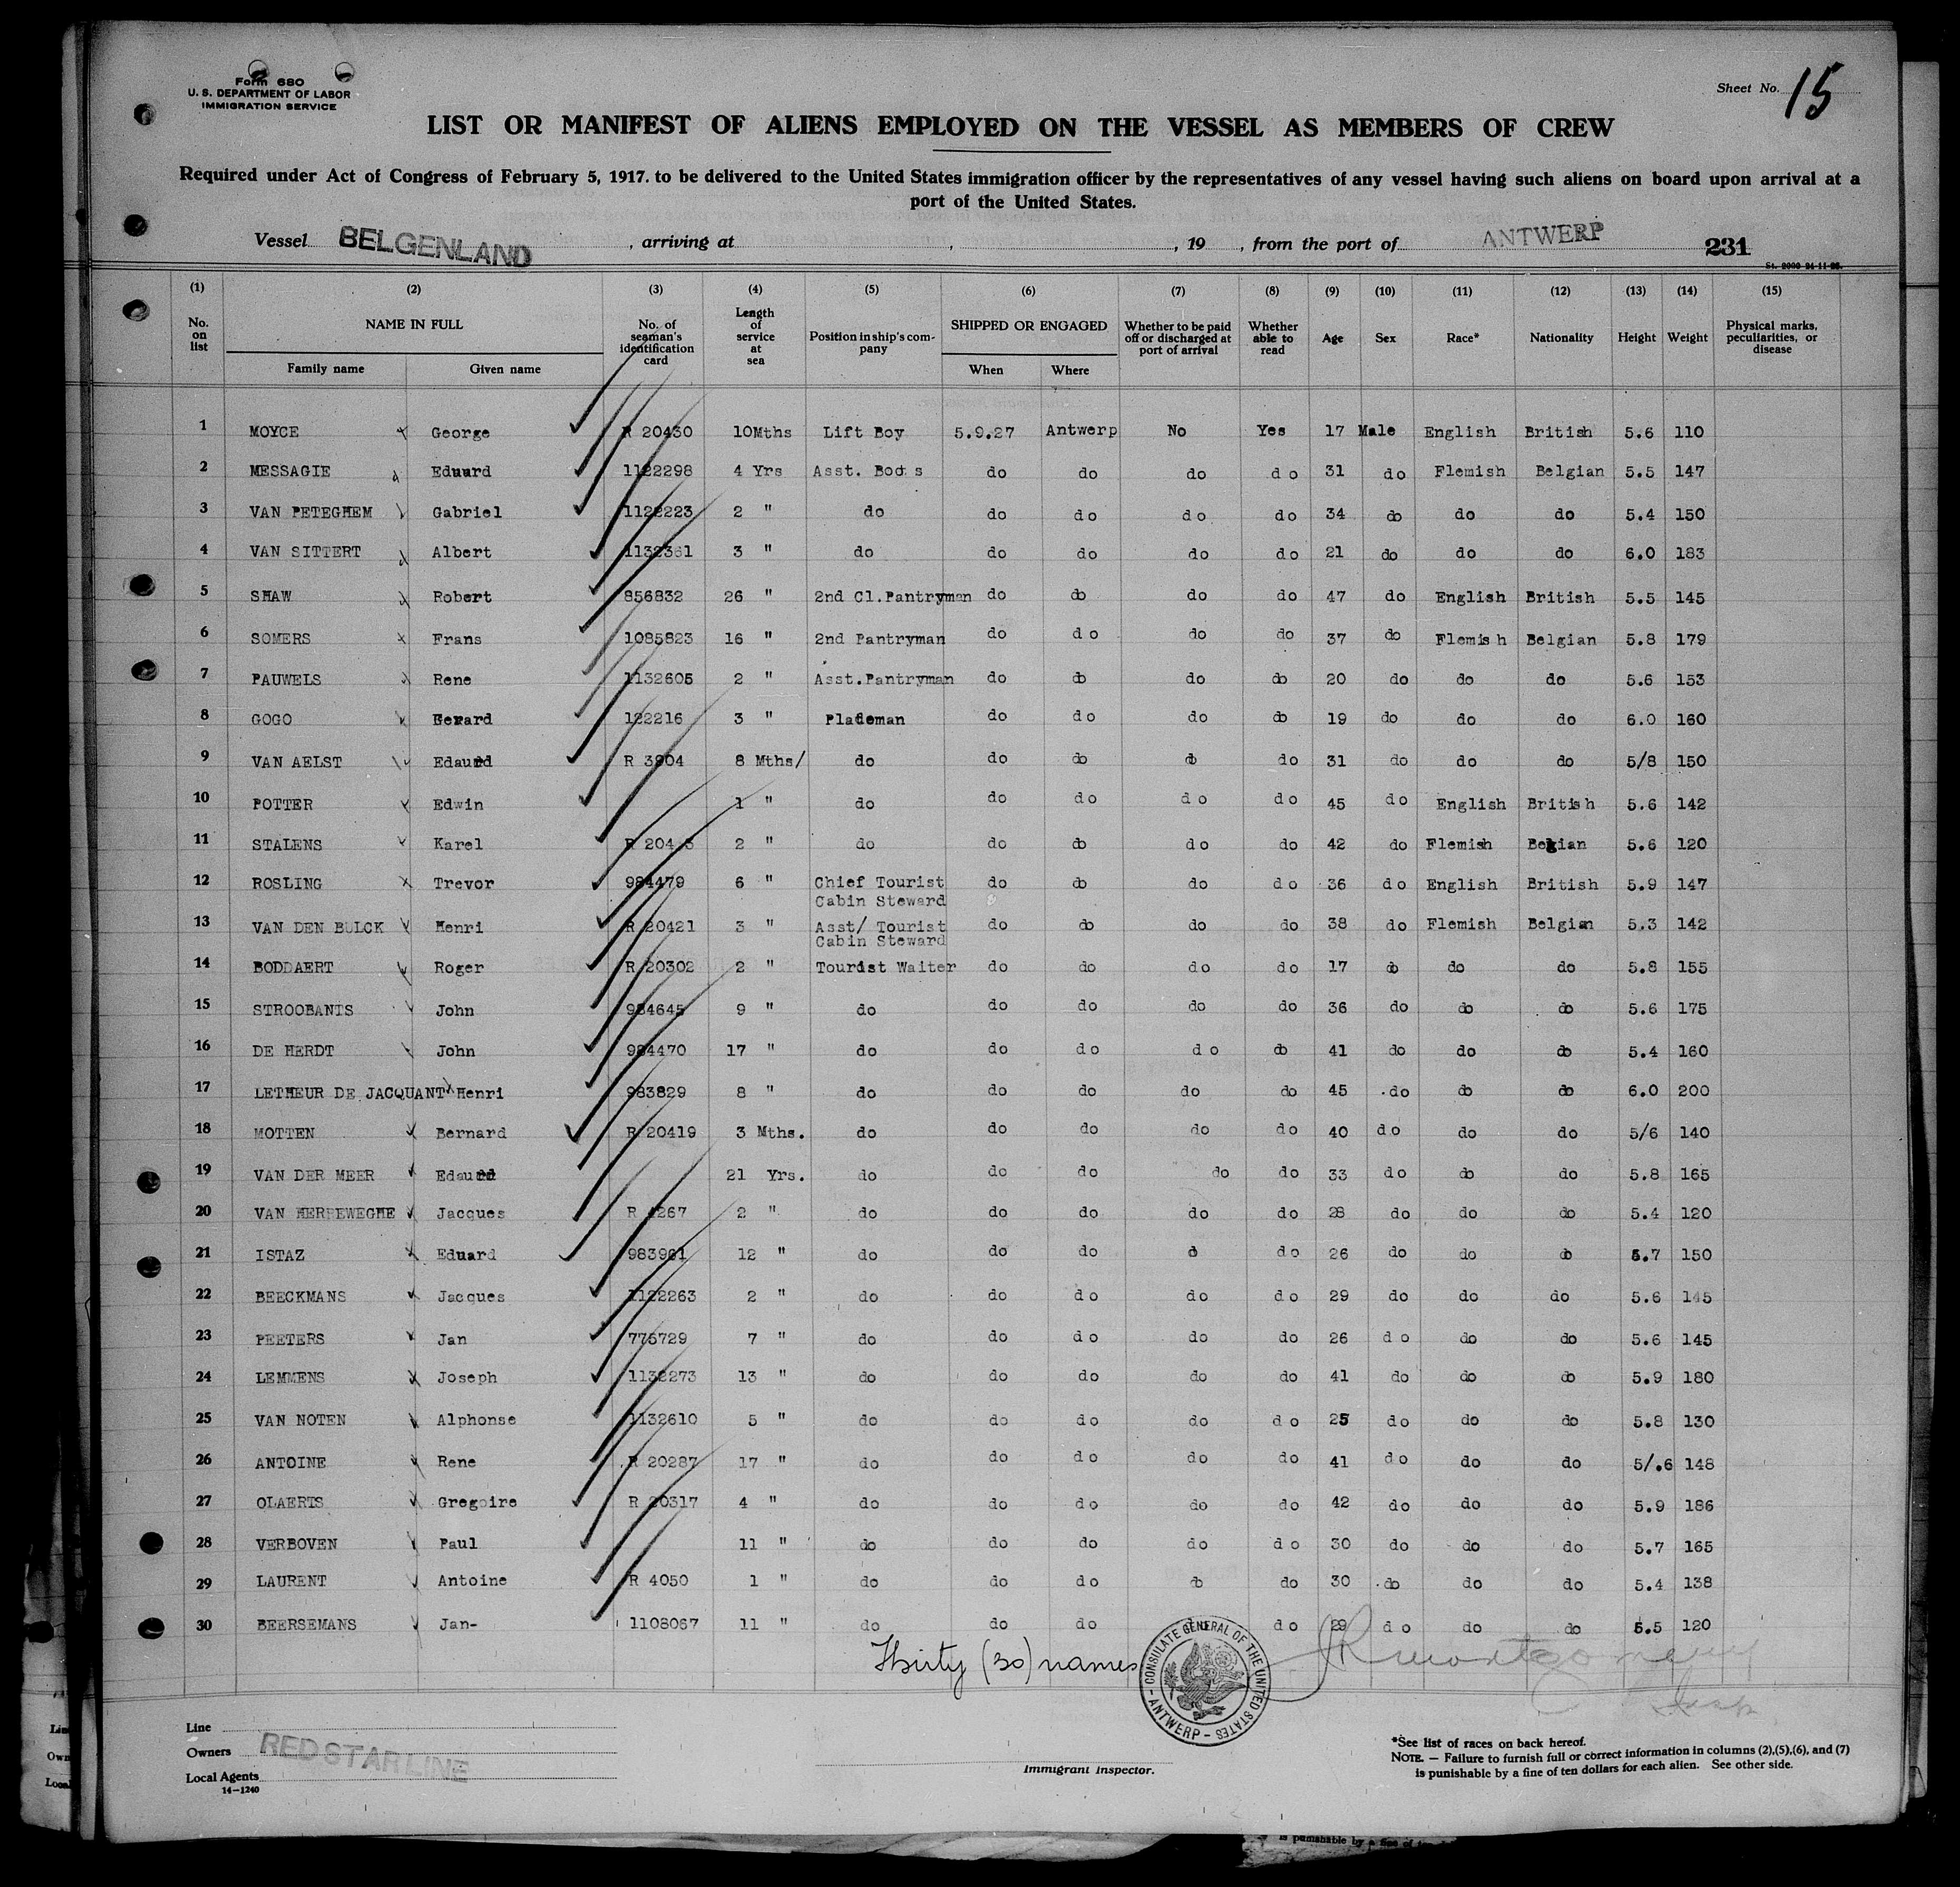 Form 680
U. S. DEPARTMENT OF LABOR
IMMIGRATION SERVICE
Sheet No. 15
LIST OR MANIFEST OF ALIENS EMPLOYED ON THE VESSEL AS MEMBERS OF CREW
Required under Act of Congress of February 5, 1917. to be delivered to the United States immigration officer by the representatives of any vessel having such aliens on board upon arrival at a
port of the United States.
Vessel BELGENLAND , arriving at , , 19 , from the port of ANTWERP 231
St. 2000 24-11-26.
(1) (2) (3) (4) (5) (6) (7) (8) (9) (10) (11) (12) (13) (14) (15)
No. on list NAME IN FULL Family name Given name No. of seaman's identification card Length of service at sea Position in ship's company SHIPPED OR ENGAGED When Where Whether to be paid off or discharged at port of arrival Whether able to read Age Sex Race* Nationality Height Weight Physical marks, peculiarities, or disease
1 MOYCE George R 20430 10Mths Lift Boy 5.9.27 Antwerp No Yes 17 Male English British 5.6 110
2 MESSAGIE Eduard 1122298 4 Yrs Asst. Boots do do do do 31 do Flemish Belgian 5.5 147
3 VAN PETEGHEM Gabriel 1122223 2 " do do do do do 34 do do do 5.4 150
4 VAN SITTERT Albert 1132361 3 " do do do do do 21 do do do 6.0 183
5 SHAW Robert 856832 26 " 2nd Cl.Pantryman do do do do 47 do English British 5.5 145
6 SOMERS Frans 1085823 16 " 2nd Pantryman do do do do 37 do Flemish Belgian 5.8 179
7 PAUWELS Rene 1132605 2 " Asst.Pantryman do do do do 20 do do do 5.6 153
8 GOGO Gerard 122216 3 " Plateman do do do do 19 do do do 6.0 160
9 VAN AELST Edaurd R 3904 8 Mths/ do do do do do 31 do do do 5/8 150
10 POTTER Edwin 1 " do do do do do 45 do English British 5.6 142
11 STALENS Karel 2 " do do do do do 42 do Flemish Belgian 5.6 120
12 ROSLING Trevor 984479 6 " Chief Tourist Cabin Steward do do do do 36 do English British 5.9 147
13 VAN DEN BULCK Henri R 20421 3 " Asst/ Tourist Cabin Steward do do do do 38 do Flemish Belgian 5.3 142
14 BODDAERT Roger R 20302 2 " Tourist Waiter do do do do 17 do do do 5.8 155
15 STROOBANTS John 984645 9 " do do do do do 36 do do do 5.6 175
16 DE HERDT John 984470 17 " do do do do do 41 do do do 5.4 160
17 LETHEUR DE JACQUANT Henri 983829 8 " do do do do do 45 do do do 6.0 200
18 MOTTEN Bernard R 20419 3 Mths. do do do do do 40 do do do 5/6 140
19 VAN DER MEER Edaurd 21 Yrs. do do do do do 33 do do do 5.8 165
20 VAN HERREWEGHE Jacques R 4267 2 " do do do do do 28 do do do 5.4 120
21 ISTAZ Eduard 983961 12 " do do do do do 26 do do do 5.7 150
22 BEECKMANS Jacques 1122263 2 " do do do do do 29 do do do 5.6 145
23 PEETERS Jan 775729 7 " do do do do do 26 do do do 5.6 145
24 LEMMENS Joseph 1132273 13 " do do do do do 41 do do do 5.9 180
25 VAN NOTEN Alphonse 1132610 5 " do do do do do 25 do do do 5.8 130
26 ANTOINE Rene R 20287 17 " do do do do do 41 do do do 5/.6 148
27 OLAERTS Gregoire R 20317 4 " do do do do do 42 do do do 5.9 186
28 VERBOVEN Paul 11 " do do do do do 30 do do do 5.7 165
29 LAURENT Antoine R 4050 1 " do do do do do 30 do do do 5.4 138
30 BEERSEMANS Jan- 1108067 11 " do do do do do 29 do do do 5.5 120
Thirty (30) names
CONSULATE GENERAL OF THE UNITED STATES - ANTWERP -
Line
Owners RED STAR LINE
Local Agents
14-1240
Immigrant Inspector.
*See list of races on back hereof.
NOTE. — Failure to furnish full or correct information in columns (2),(5),(6), and (7)
is punishable by a fine of ten dollars for each alien. See other side.